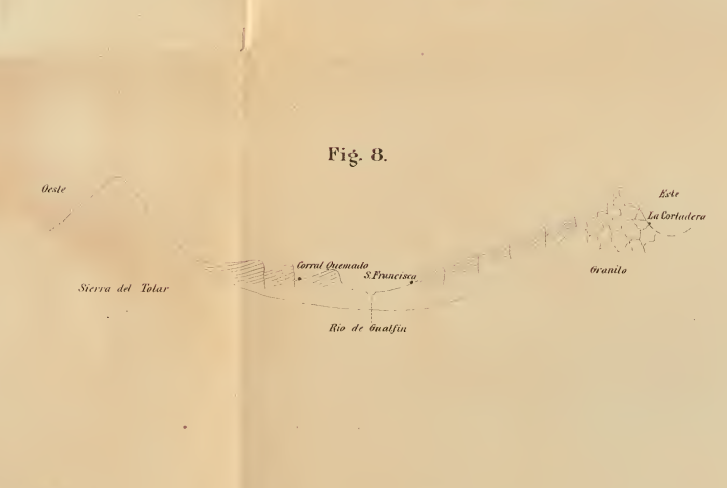 Fig. 8.
Oeste
Este
La Cortadera
Corral Quemado
S. Francisco
Granito
Sierra del Tolar
Rio de Gualfin